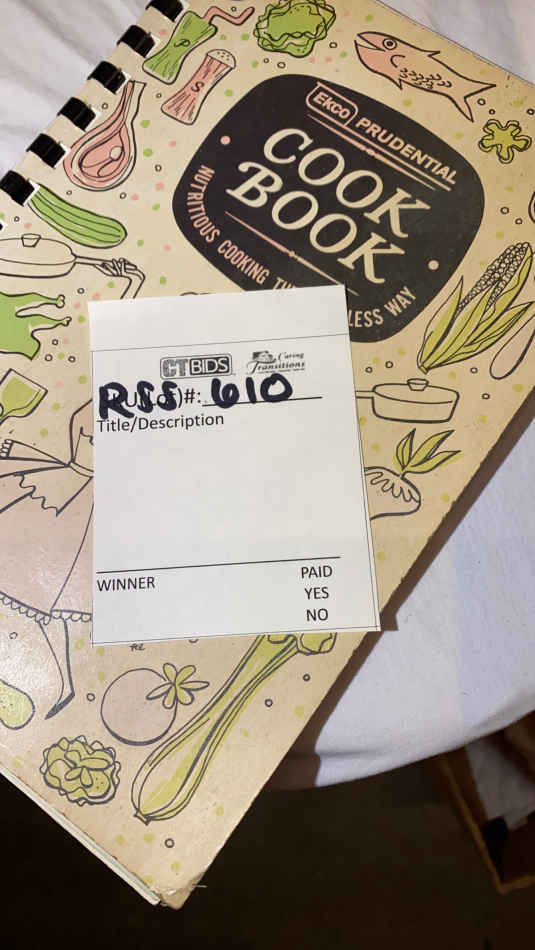 P
S
EKCO PRUDENTIAL
COOK
BOOK
NUTRITIOUS COOKING LESS WAY
CTBIDS Caring Transitions
RSS )#: 610
Title/Description
WINNER
PAID
YES
NO